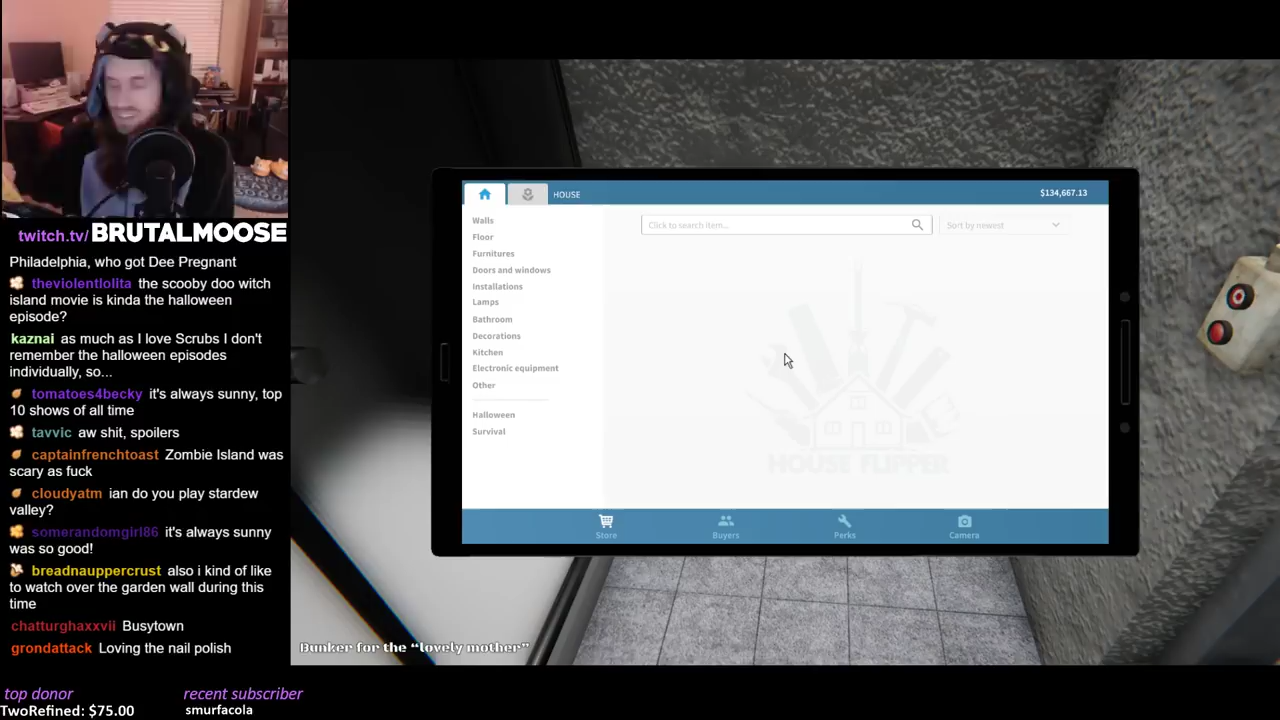 twitch.tv/BRUTALMOOSE
Philadelphia, who got Dee Pregnant
theviolentlolita the scooby doo witch
island movie is kinda the halloween
episode?
kaznai as much as I love Scrubs I don't
remember the halloween episodes
individually, so...
tomatoes4becky it's always sunny, top
10 shows of all time
tavvic aw shit, spoilers
captainfrenchtoast Zombie Island was
scary as fuck
cloudyatm ian do you play stardew
valley?
somerandomgirl86 it's always sunny
was so good!
breadnauppercrust also i kind of like
to watch over the garden wall during this
time
chatturghaxxvii Busytown
grondattack Loving the nail polish
top donor
TwoRefined: $75.00
recent subscriber
smurfacola
HOUSE
$134,667.13
Walls
Floor
Furnitures
Doors and windows
Installations
Lamps
Bathroom
Decorations
Kitchen
Electronic equipment
Other
Halloween
Survival
Click to search item...
Sort by newest
HOUSE FLIPPER
Store
Buyers
Perks
Camera
Bunker for the “lovely mother”